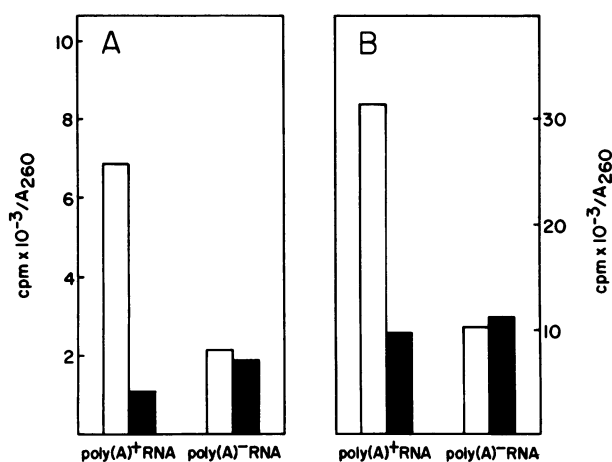 A
B
10
8
6
4
2
cpm x 10⁻³/A₂₆₀
30
20
10
cpm x 10⁻³/A₂₆₀
poly(A)⁺RNA poly(A)⁻RNA
poly(A)⁺RNA poly(A)⁻RNA